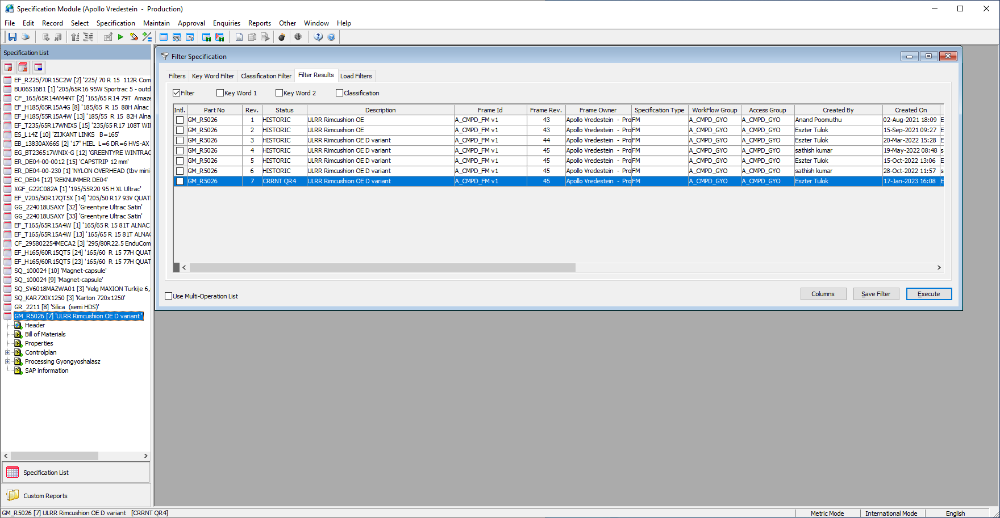 Specification Module (Apollo Vredestein  -  Production)
File Edit Record Select Specification Maintain Approval Enquiries Reports Other Window Help
Specification List
EF_R225/70R15C2W [2] '225/ 70 R 15  112R Com
BU06S16B1 [1] '205/65R16 95W Sportrac 5 - outd
CF_165/65R14AM4NT [2] '165/65 R14 79T  Amaze
EF_H185/65R15A4G [8] '185/65  R 15  88H Alnac
EF_H185/55R15A4W [13] '185/55  R 15  82H Alna
EF_T235/65R17WNIXS [15] '235/65 R17 108T WI
ES_L14Z [10] 'ZIJKANT LINKS   B=165'
EB_13830AX66S [2] '17" HIEL  L=6 DR=6 HVS-AX
EG_BT236517WNIX-G [12] 'GREENTYRE WINTRAC
ER_DE04-00-0012 [15] 'CAPSTRIP 12 mm'
ER_DE04-00-230 [1] 'NYLON OVERHEAD (tbv mini-
EC_DE04 [12] 'REKNUMMER DE04'
XGF_G22C082A [1] '195/55R20 95 H XL Ultrac'
EF_V205/50R17QT5X [14] '205/50 R17 93V QUAT
GG_224018USAXY [32] 'Greentyre Ultrac Satin'
GG_224018USAXY [33] 'Greentyre Ultrac Satin'
EF_T165/65R15A4W [1] '165/65 R 15 81T ALNAC
EF_T165/65R15A4W [13] '165/65 R 15 81T ALNAC
CF_295802254MECA2 [3] '295/80R22.5 EnduCom
EF_H165/60R15QT5 [24] '165/60  R 15 77H QUAT
EF_H165/60R15QT5 [23] '165/60  R 15 77H QUAT
SQ_100024 [10] 'Magnet-capsule'
SQ_100024 [9] 'Magnet-capsule'
SQ_SV6018MAZWA01 [3] 'Velg MAXION Turkije 6,
SQ_KAR720X1250 [3] 'Karton 720x1250'
GR_2211 [8] 'Silica  (semi HDS)'
GM_R5026 [7] 'ULRR Rimcushion OE D variant '
Header
Bill of Materials
Properties
Controlplan
Processing Gyongyoshalasz
SAP information
Specification List
Custom Reports
Filter Specification
Filters Key Word Filter Classification Filter Filter Results Load Filters
Filter Key Word 1 Key Word 2 Classification
Intl. Part No Rev. Status Description Frame Id Frame Rev. Frame Owner Specification Type WorkFlow Group Access Group Created By Created On
GM_R5026 1 HISTORIC ULRR Rimcushion OE A_CMPD_FM v1 43 Apollo Vredestein  - Pro FM A_CMPD_GYO A_CMPD_GYO Anand Poomuthu 02-Aug-2021 18:09 E
GM_R5026 2 HISTORIC ULRR Rimcushion OE A_CMPD_FM v1 43 Apollo Vredestein  - Pro FM A_CMPD_GYO A_CMPD_GYO Eszter Tulok 15-Sep-2021 09:27 E
GM_R5026 3 HISTORIC ULRR Rimcushion OE D variant A_CMPD_FM v1 44 Apollo Vredestein  - Pro FM A_CMPD_GYO A_CMPD_GYO Eszter Tulok 20-Mar-2022 15:28 E
GM_R5026 4 HISTORIC ULRR Rimcushion OE D variant A_CMPD_FM v1 45 Apollo Vredestein  - Pro FM A_CMPD_GYO A_CMPD_GYO sathish kumar 19-May-2022 08:48 s
GM_R5026 5 HISTORIC ULRR Rimcushion OE D variant A_CMPD_FM v1 45 Apollo Vredestein  - Pro FM A_CMPD_GYO A_CMPD_GYO Eszter Tulok 15-Oct-2022 13:06 E
GM_R5026 6 HISTORIC ULRR Rimcushion OE D variant A_CMPD_FM v1 45 Apollo Vredestein  - Pro FM A_CMPD_GYO A_CMPD_GYO sathish kumar 28-Oct-2022 11:57 s
GM_R5026 7 CRRNT QR4 ULRR Rimcushion OE D variant A_CMPD_FM v1 45 Apollo Vredestein  - Pro FM A_CMPD_GYO A_CMPD_GYO Eszter Tulok 17-Jan-2023 16:08 E
Use Multi-Operation List Columns Save Filter Execute
GM_R5026 [7] ULRR Rimcushion OE D variant   [CRRNT QR4] Metric Mode International Mode English